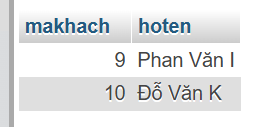 makhach hoten
9 Phan Văn I
10 Đỗ Văn K